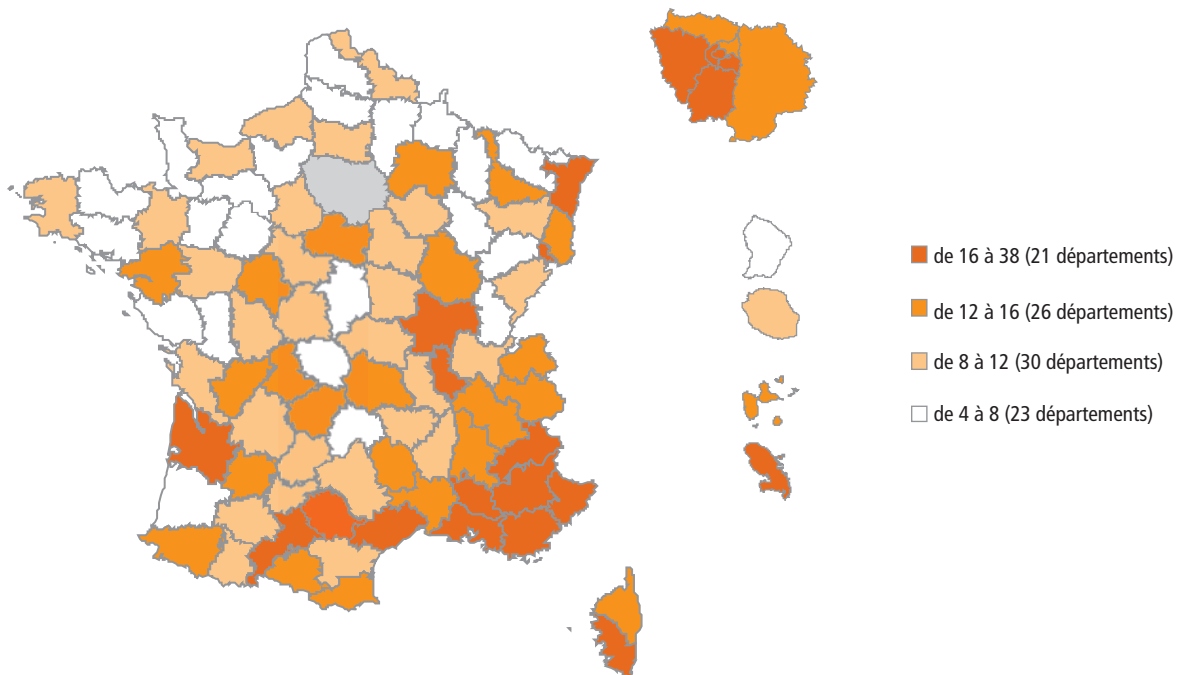 de 16 à 38 (21 départements)
de 12 à 16 (26 départements)
de 8 à 12 (30 départements)
de 4 à 8 (23 départements)